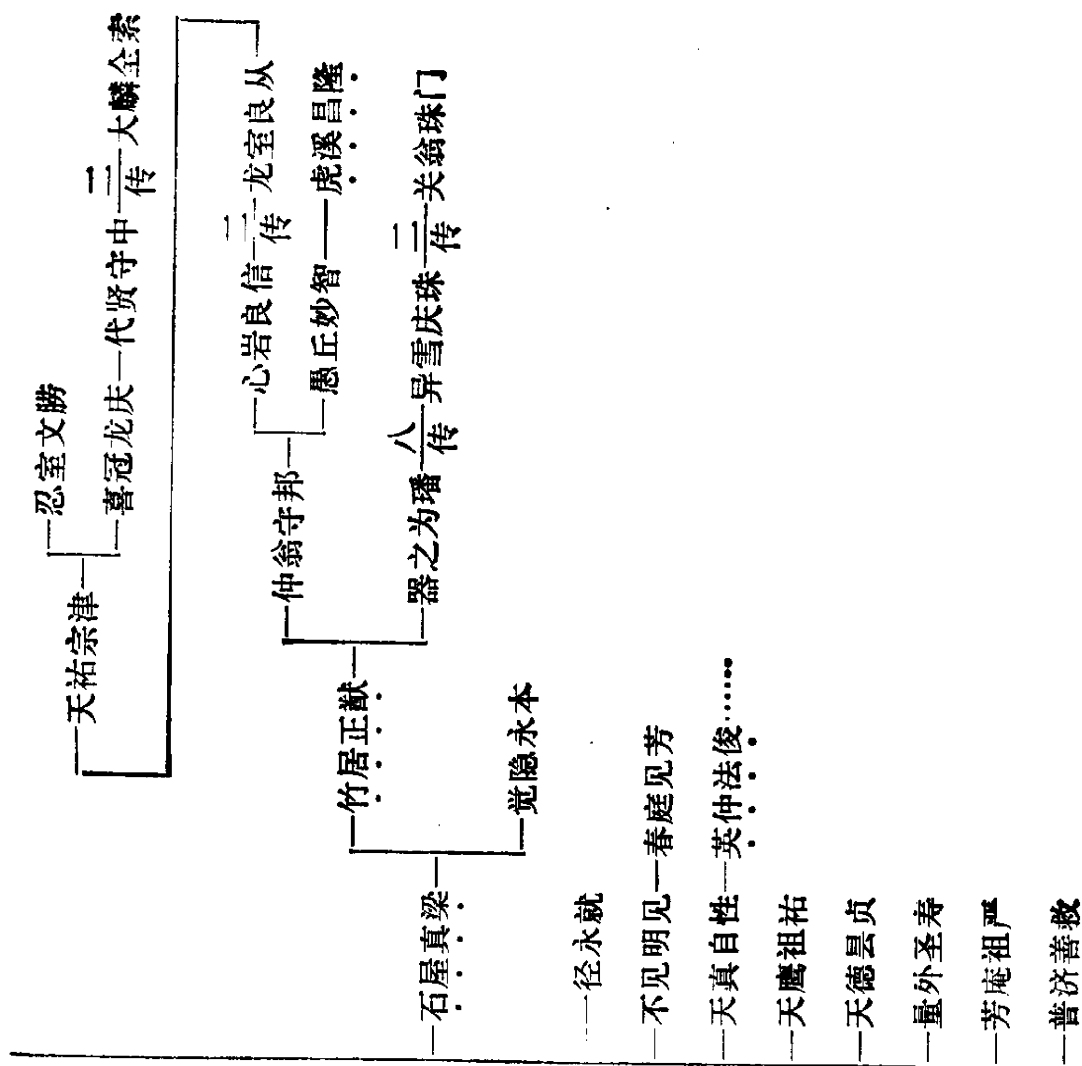 忍室文勝
天祐宗津
喜冠龙庆—代贤守中—二传—大麟全索
心岩良信—二传—龙室良从
仲翁守邦
愚丘妙智—虎溪昌隆
竹居正猷
器之为璠—八传—异雪庆珠—二传—关翁珠门
石屋真梁
觉隐永本
一径永就
不见明见—春庭见芳
天真自性—英仲法俊……
天鹰祖祐
天德昙贞
量外圣寿
芳庵祖严
普济善救